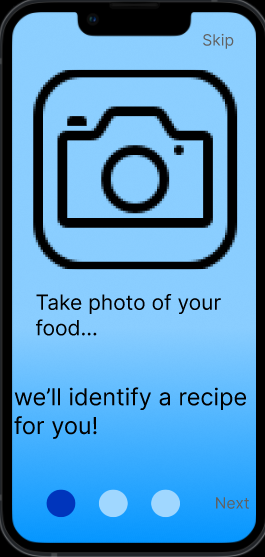 Skip
Take photo of your
food...
we'll identify a recipe
for you!
Next